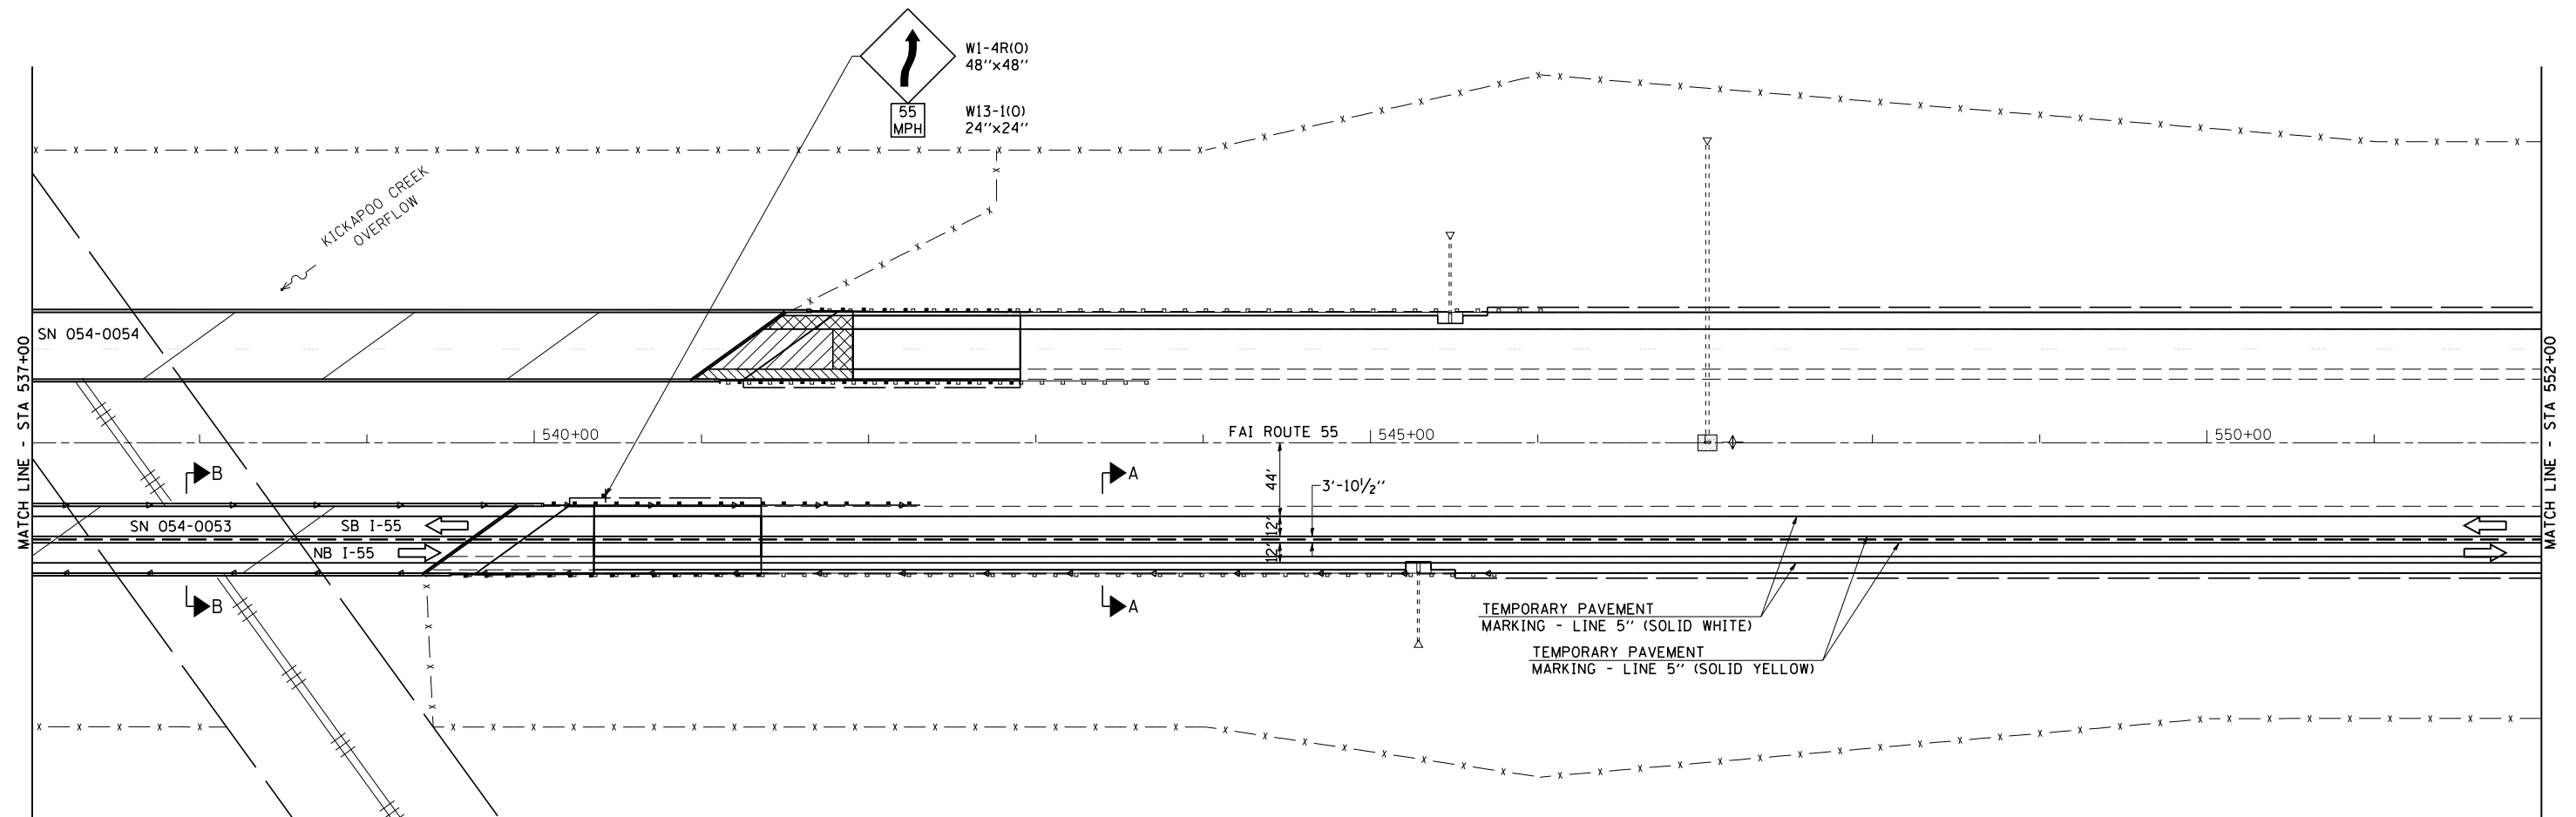 W1-4R(O)
48''x48''
55
MPH
W13-1(O)
24''x24''
KICKAPOO CREEK
OVERFLOW
SN 054-0054
MATCH LINE - STA 537+00
MATCH LINE - STA 552+00
540+00
FAI ROUTE 55
545+00
550+00
B
A
44'
3'-10½''
12'
12'
SN 054-0053
SB I-55
NB I-55
B
A
TEMPORARY PAVEMENT
MARKING - LINE 5'' (SOLID WHITE)
TEMPORARY PAVEMENT
MARKING - LINE 5'' (SOLID YELLOW)